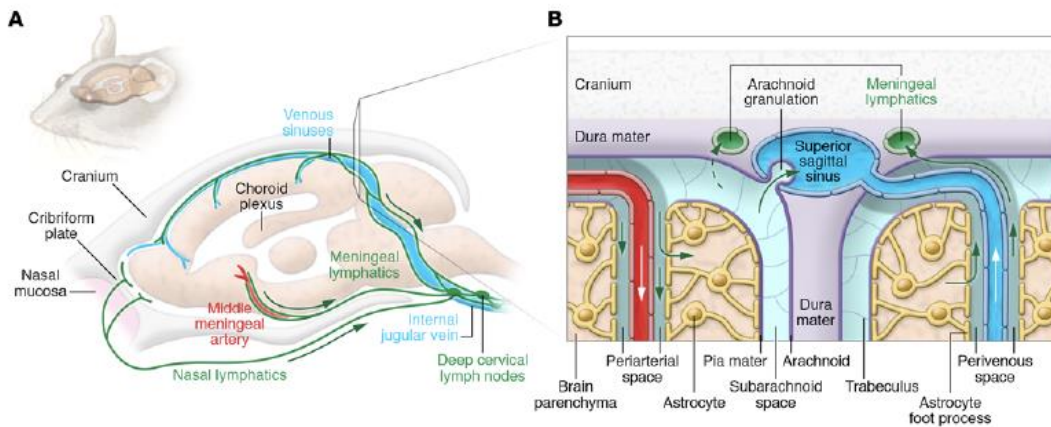 A
Cranium
Cribriform
plate
Nasal
mucosa
Venous
sinuses
Choroid
plexus
Meningeal
lymphatics
Middle
meningeal
artery
Internal
jugular vein
Nasal lymphatics
Deep cervical
lymph nodes
B
Cranium
Arachnoid
granulation
Meningeal
lymphatics
Dura mater
Superior
sagittal
sinus
Dura
mater
Periarterial
space
Pia mater
Arachnoid
Perivenous
space
Brain
parenchyma
Astrocyte
Subarachnoid
space
Trabeculus
Astrocyte
foot process